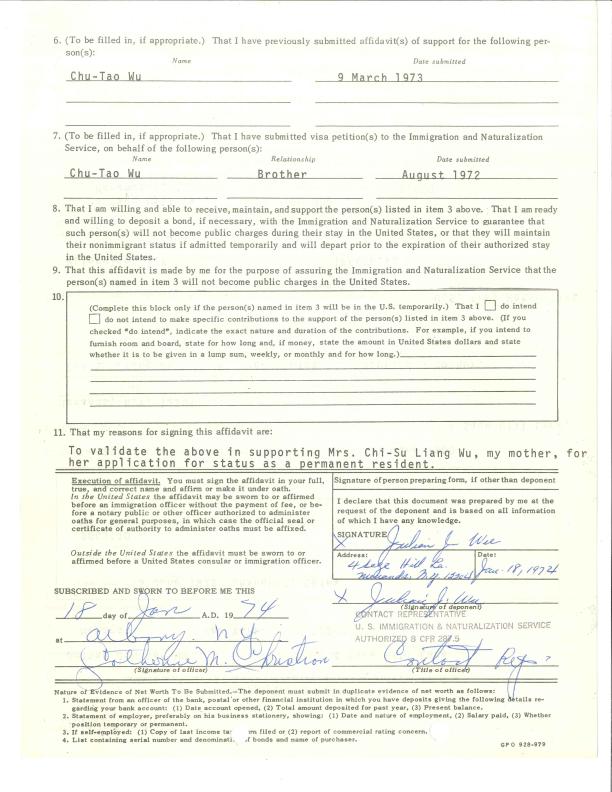 6. (To be filled in, if appropriate.) That I have previously submitted affidavit(s) of support for the following per-
son(s):
Name Date submitted
Chu-Tao Wu 9 March 1973
7. (To be filled in, if appropriate.) That I have submitted visa petition(s) to the Immigration and Naturalization
Service, on behalf of the following person(s):
Name Relationship Date submitted
Chu-Tao Wu Brother August 1972
8. That I am willing and able to receive, maintain, and support the person(s) listed in item 3 above. That I am ready
and willing to deposit a bond, if necessary, with the Immigration and Naturalization Service to guarantee that
such person(s) will not become public charges during their stay in the United States, or that they will maintain
their nonimmigrant status if admitted temporarily and will depart prior to the expiration of their authorized stay
in the United States.
9. That this affidavit is made by me for the purpose of assuring the Immigration and Naturalization Service that the
person(s) named in item 3 will not become public charges in the United States.
10.
(Complete this block only if the person(s) named in item 3 will be in the U.S. temporarily.) That I do intend
do not intend to make specific contributions to the support of the person(s) listed in item 3 above. (If you
checked "do intend", indicate the exact nature and duration of the contributions. For example, if you intend to
furnish room and board, state for how long and, if money, state the amount in United States dollars and state
whether it is to be given in a lump sum, weekly, or monthly and for how long.)
11. That my reasons for signing this affidavit are:
To validate the above in supporting Mrs. Chi-Su Liang Wu, my mother, for
her application for status as a permanent resident.
Execution of affidavit. You must sign the affidavit in your full,
true, and correct name and affirm or make it under oath.
In the United States the affidavit may be sworn to or affirmed
before an immigration officer without the payment of fee, or be-
fore a notary public or other officer authorized to administer
oaths for general purposes, in which case the official seal or
certificate of authority to administer oaths must be affixed.
Outside the United States the affidavit must be sworn to or
affirmed before a United States consular or immigration officer.
Signature of person preparing form, if other than deponent
I declare that this document was prepared by me at the
request of the deponent and is based on all information
of which I have any knowledge.
SIGNATURE
X Julian J. Wu
Address: Date:
4 Sage Hill La.
Menands, N.Y. 12204 Jan. 18, 1974
SUBSCRIBED AND SWORN TO BEFORE ME THIS
18 day of Jan A.D. 19 74
X Julian J. Wu
(Signature of deponent)
CONTACT REPRESENTATIVE
U. S. IMMIGRATION & NATURALIZATION SERVICE
AUTHORIZED 8 CFR 287.5
at Albany, NY
Catherine M. Christion Contact Rep.
(Signature of officer) (Title of officer)
Nature of Evidence of Net Worth To Be Submitted.—The deponent must submit in duplicate evidence of net worth as follows:
1. Statement from an officer of the bank, postal or other financial institution in which you have deposits giving the following details re-
garding your bank account: (1) Date account opened, (2) Total amount deposited for past year, (3) Present balance.
2. Statement of employer, preferably on his business stationery, showing: (1) Date and nature of employment, (2) Salary paid, (3) Whether
position temporary or permanent.
3. If self-employed: (1) Copy of last income filed or (2) report of commercial rating concern.
4. List containing serial number and of bonds and name of purchaser.
GPO 928-979